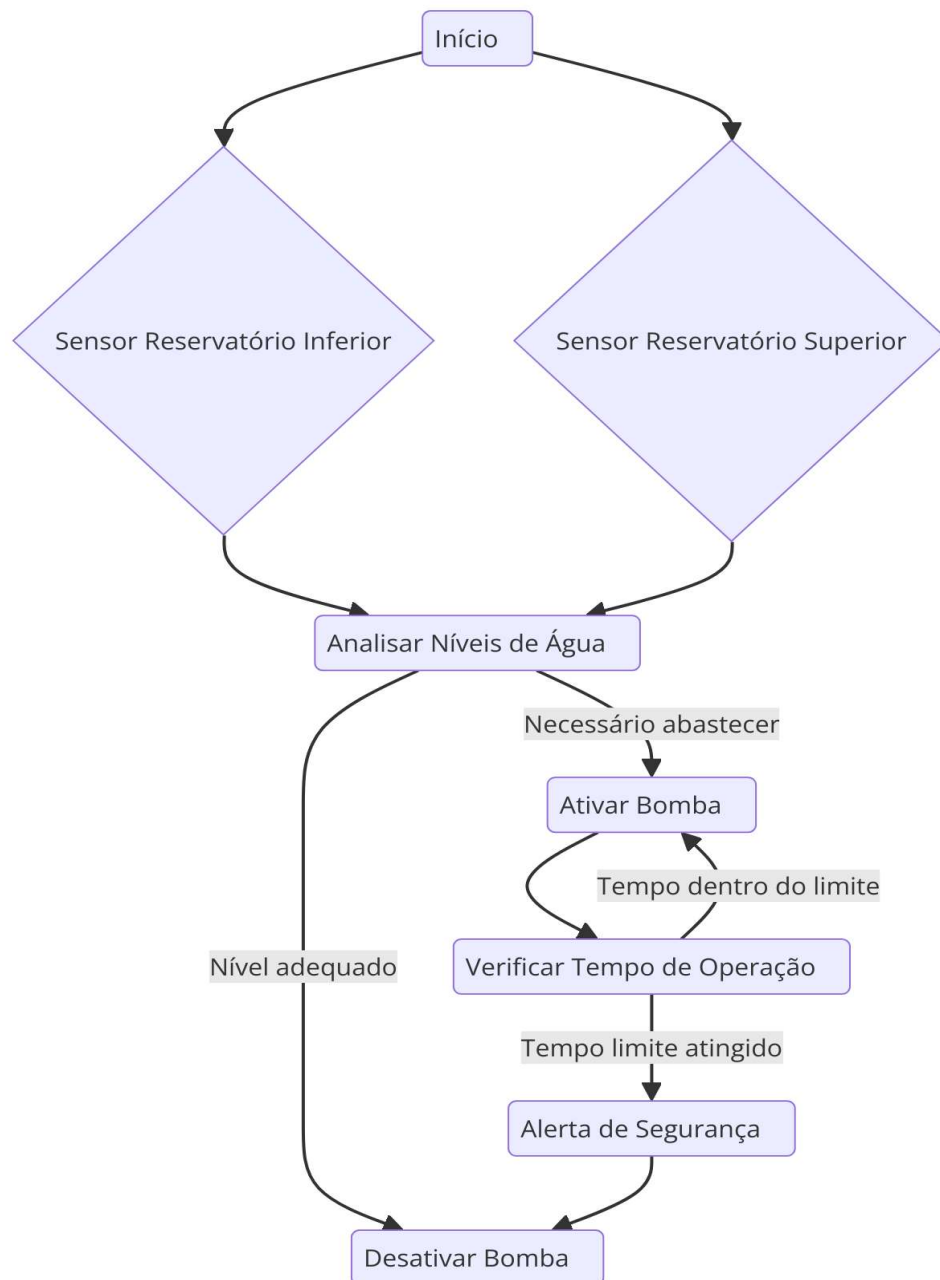 Início
Sensor Reservatório Inferior
Sensor Reservatório Superior
Analisar Níveis de Água
Necessário abastecer
Ativar Bomba
Tempo dentro do limite
Nível adequado
Verificar Tempo de Operação
Tempo limite atingido
Alerta de Segurança
Desativar Bomba